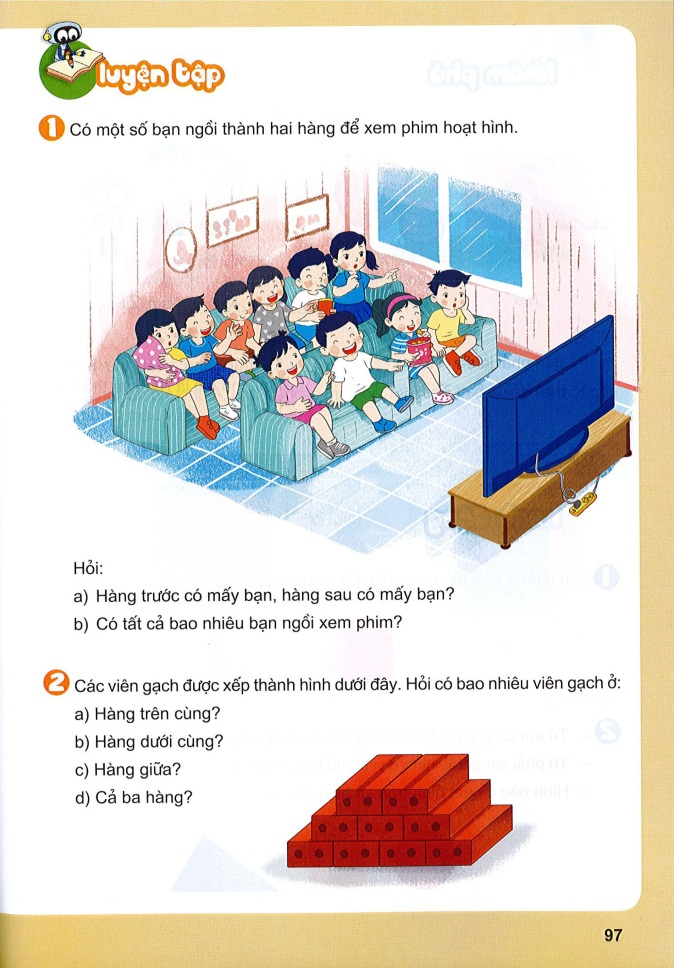 luyện tập
1 Có một số bạn ngồi thành hai hàng để xem phim hoạt hình.
Hỏi:
a) Hàng trước có mấy bạn, hàng sau có mấy bạn?
b) Có tất cả bao nhiêu bạn ngồi xem phim?
2 Các viên gạch được xếp thành hình dưới đây. Hỏi có bao nhiêu viên gạch ở:
a) Hàng trên cùng?
b) Hàng dưới cùng?
c) Hàng giữa?
d) Cả ba hàng?
97